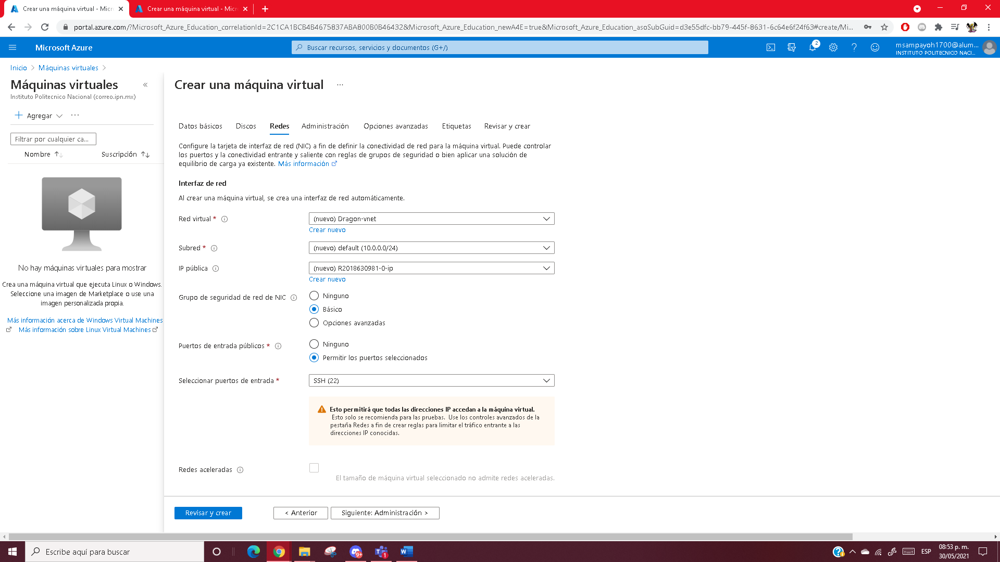 Crear una máquina virtual - Micr
Crear una máquina virtual - Micr
portal.azure.com/?Microsoft_Azure_Education_correlationId=2C1CA1BCB4B4675837ABA800B0B46432&Microsoft_Azure_Education_newA4E=true&Microsoft_Azure_Education_asoSubGuid=d3e55dfc-bb79-445f-8631-6c64e6f24f63#create/Mi...
Microsoft Azure
Buscar recursos, servicios y documentos (G+/)
2
msampayoh1700@alum...
INSTITUTO POLITECNICO NACI...
Inicio > Máquinas virtuales >
Máquinas virtuales
Instituto Politecnico Nacional (correo.ipn.mx)
Agregar
Filtrar por cualquier ca...
Nombre
Suscripción
No hay máquinas virtuales para mostrar
Crea una máquina virtual que ejecuta Linux o Windows.
Seleccione una imagen de Marketplace o use una
imagen personalizada propia.
Más información acerca de Windows Virtual Machines
Más información sobre Linux Virtual Machines
Crear una máquina virtual ...
Datos básicos Discos Redes Administración Opciones avanzadas Etiquetas Revisar y crear
Configure la tarjeta de interfaz de red (NIC) a fin de definir la conectividad de red para la máquina virtual. Puede controlar
los puertos y la conectividad entrante y saliente con reglas de grupos de seguridad o bien aplicar una solución de
equilibrio de carga ya existente. Más información
Interfaz de red
Al crear una máquina virtual, se crea una interfaz de red automáticamente.
Red virtual *
(nuevo) Dragon-vnet
Crear nuevo
Subred *
(nuevo) default (10.0.0.0/24)
IP pública
(nuevo) R2018630981-0-ip
Crear nuevo
Grupo de seguridad de red de NIC
Ninguno
Básico
Opciones avanzadas
Puertos de entrada públicos *
Ninguno
Permitir los puertos seleccionados
Seleccionar puertos de entrada *
SSH (22)
Esto permitirá que todas las direcciones IP accedan a la máquina virtual.
Esto solo se recomienda para las pruebas. Use los controles avanzados de la
pestaña Redes a fin de crear reglas para limitar el tráfico entrante a las
direcciones IP conocidas.
Redes aceleradas
El tamaño de máquina virtual seleccionado no admite redes aceleradas.
Revisar y crear
< Anterior
Siguiente: Administración >
Escribe aquí para buscar
9+
1
ESP
08:53 p. m.
30/05/2021